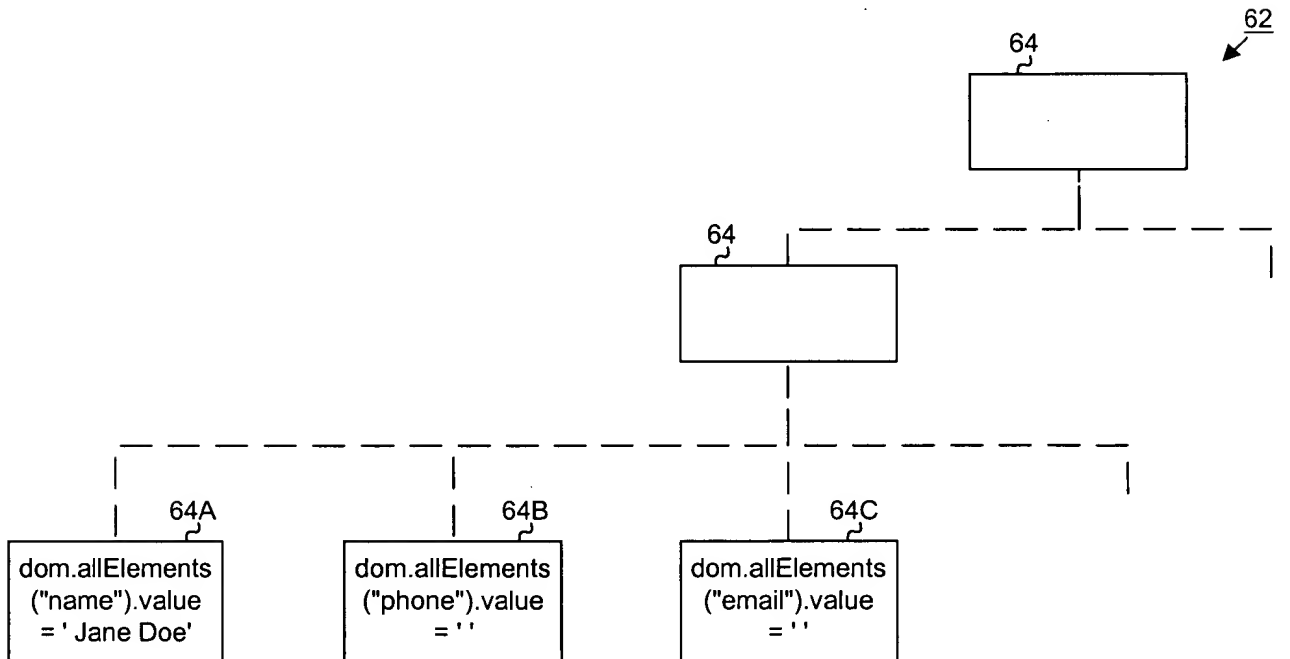 62
64
64
64A
64B
64C
dom.allElements
("name").value
= ' Jane Doe'
dom.allElements
("phone").value
= ' '
dom.allElements
("email").value
= ' '